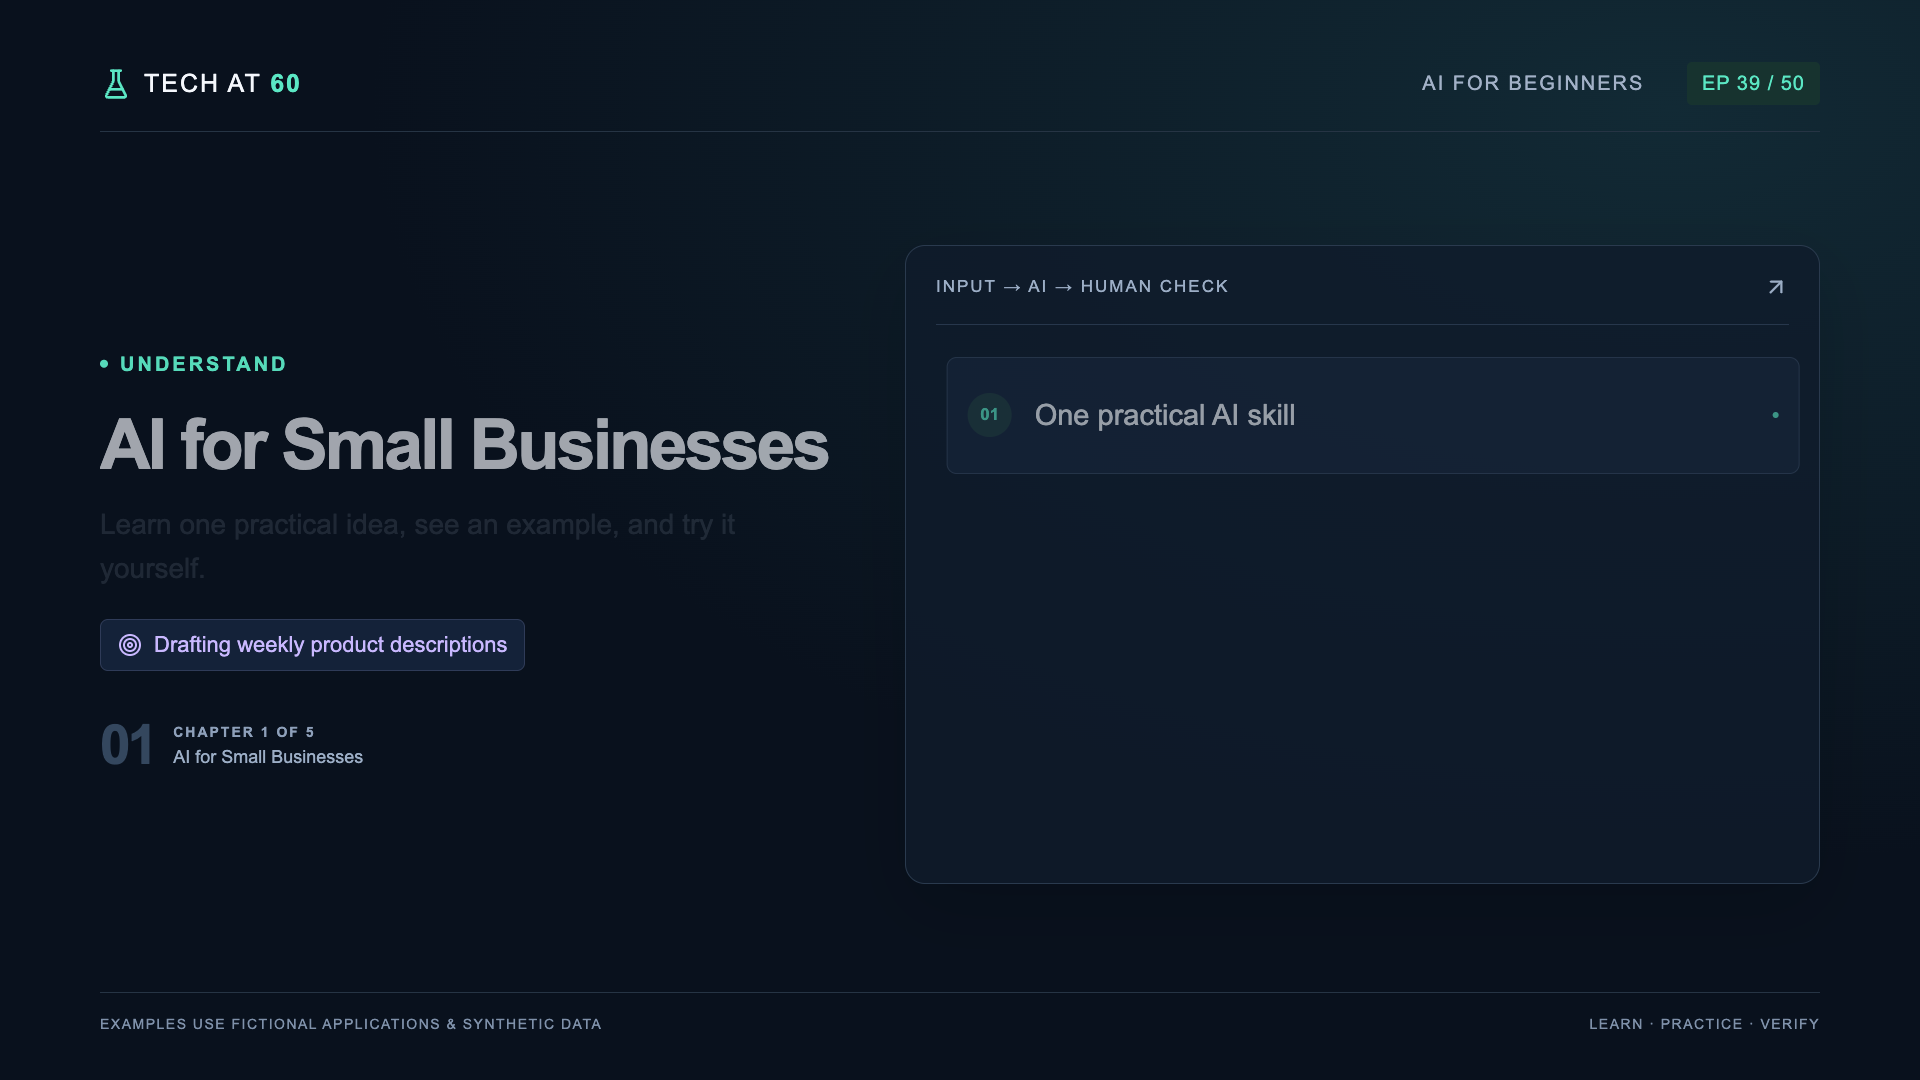 TECH AT 60
AI FOR BEGINNERS
EP 39 / 50
UNDERSTAND
AI for Small Businesses
Learn one practical idea, see an example, and try it
yourself.
Drafting weekly product descriptions
01
CHAPTER 1 OF 5
AI for Small Businesses
INPUT → AI → HUMAN CHECK
01
One practical AI skill
EXAMPLES USE FICTIONAL APPLICATIONS & SYNTHETIC DATA
LEARN · PRACTICE · VERIFY